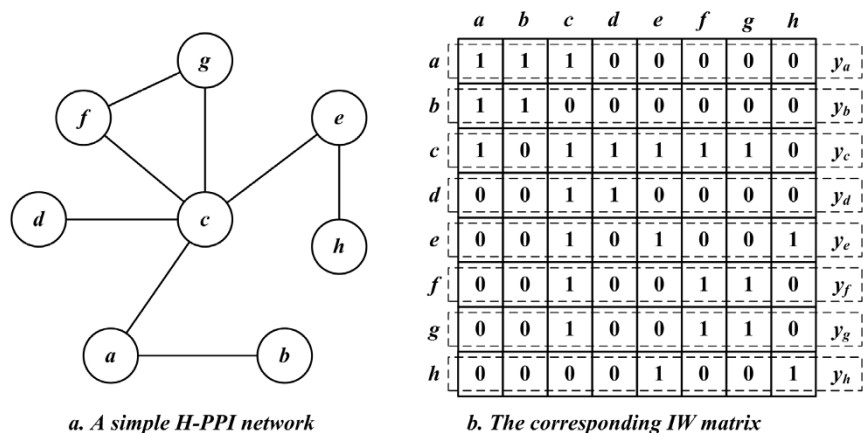 g
f
e
d
c
h
a
b
a. A simple H-PPI network
a b c d e f g h
a 1 1 1 0 0 0 0 0 ya
b 1 1 0 0 0 0 0 0 yb
c 1 0 1 1 1 1 1 0 yc
d 0 0 1 1 0 0 0 0 yd
e 0 0 1 0 1 0 0 1 ye
f 0 0 1 0 0 1 1 0 yf
g 0 0 1 0 0 1 1 0 yg
h 0 0 0 0 1 0 0 1 yh
b. The corresponding IW matrix